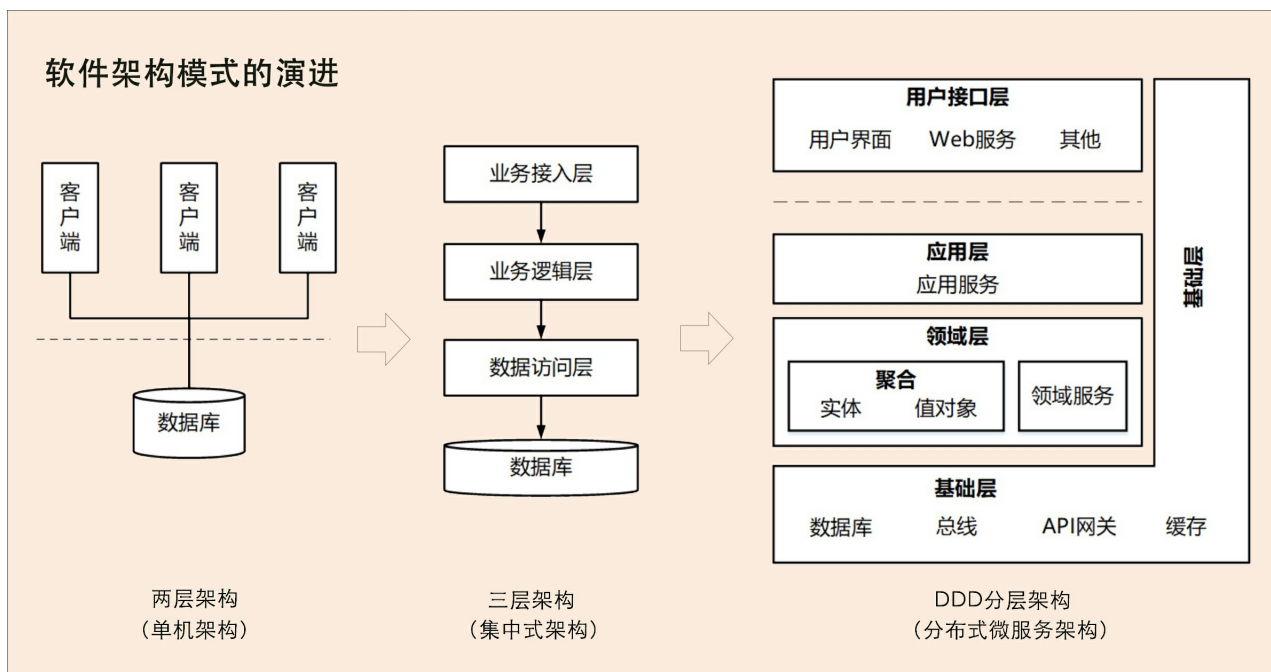 软件架构模式的演进
客户端
客户端
客户端
数据库
两层架构
（单机架构）
业务接入层
业务逻辑层
数据访问层
数据库
三层架构
（集中式架构）
用户接口层
用户界面 Web服务 其他
应用层
应用服务
领域层
聚合
实体 值对象
领域服务
基础层
基础层
数据库 总线 API网关 缓存
DDD分层架构
（分布式微服务架构）